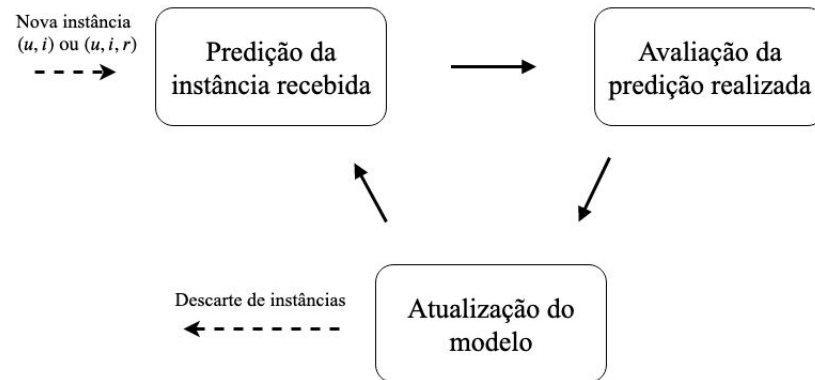 Nova instância
(u, i) ou (u, i, r)
Predição da
instância recebida
Avaliação da
predição realizada
Descarte de instâncias
Atualização do
modelo